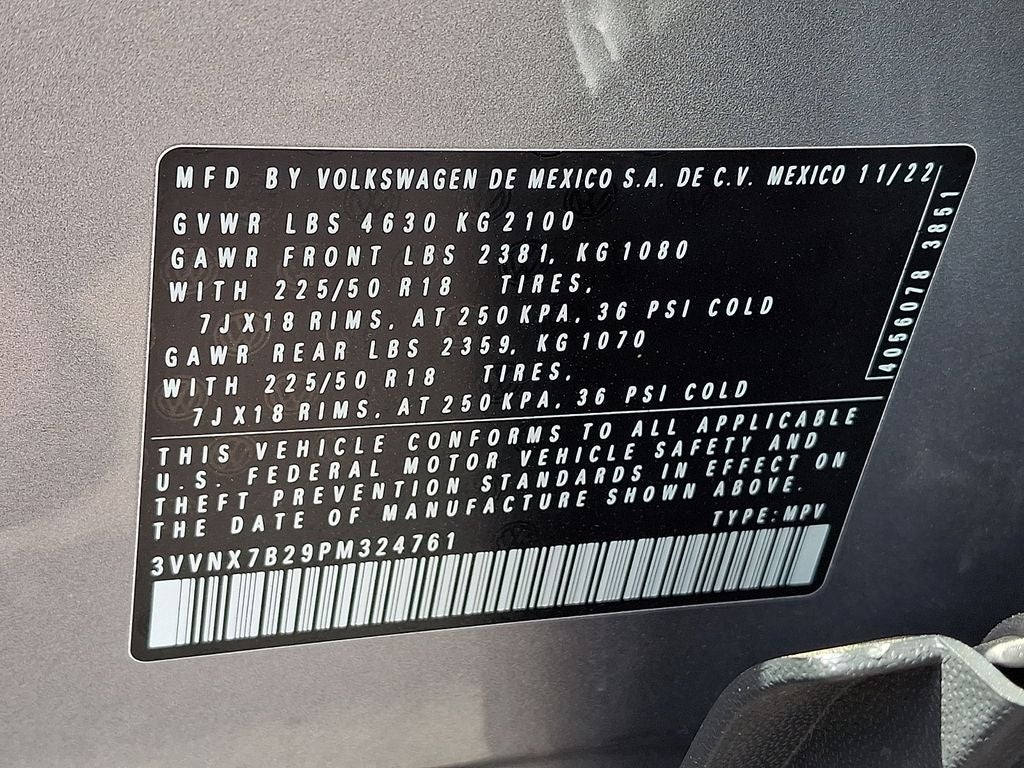 MFD BY VOLKSWAGEN DE MEXICO S.A. DE C.V. MEXICO 11/22
GVWR LBS 4630 KG 2100
GAWR FRONT LBS 2381, KG 1080
WITH 225/50 R18 TIRES,
7JX18 RIMS, AT 250 KPA, 36 PSI COLD
GAWR REAR LBS 2359, KG 1070
WITH 225/50 R18 TIRES,
7JX18 RIMS, AT 250 KPA, 36 PSI COLD
4056078 3851
THIS VEHICLE CONFORMS TO ALL APPLICABLE
U.S. FEDERAL MOTOR VEHICLE SAFETY AND
THEFT PREVENTION STANDARDS IN EFFECT ON
THE DATE OF MANUFACTURE SHOWN ABOVE.
TYPE: MPV
3VVNX7B29PM324761